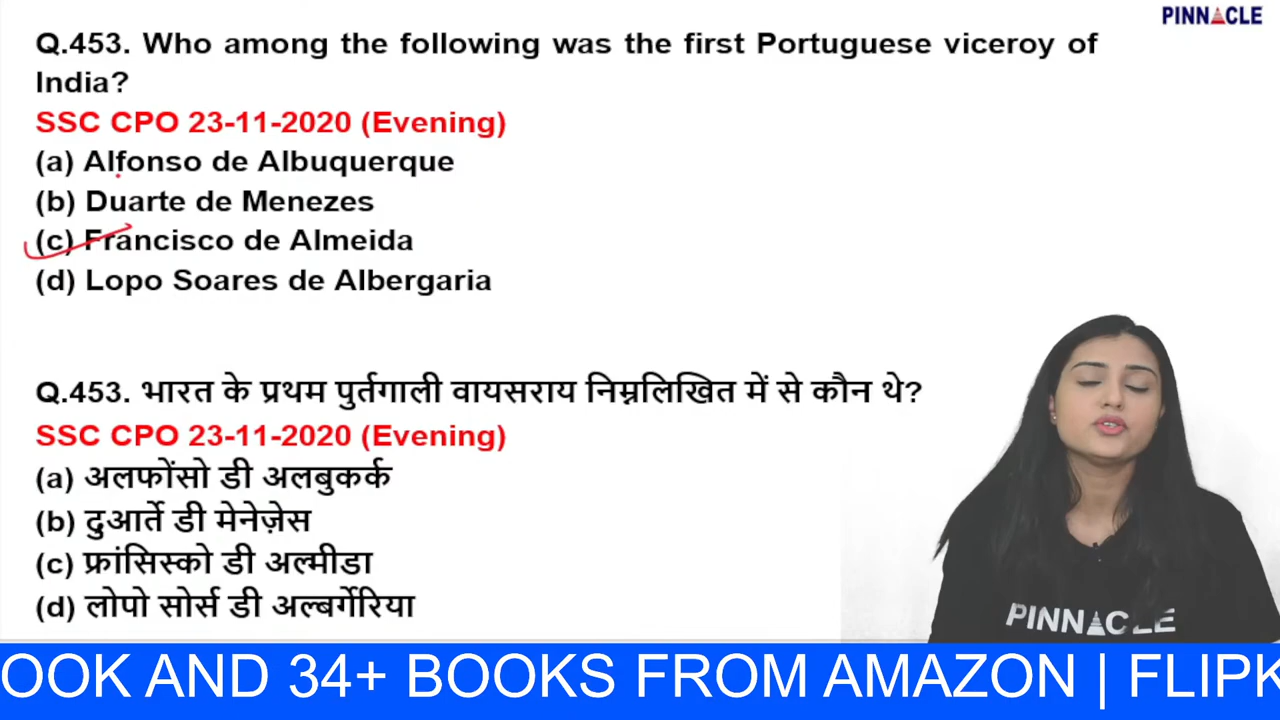 PINNACLE
Q.453. Who among the following was the first Portuguese viceroy of
India?
SSC CPO 23-11-2020 (Evening)
(a) Alfonso de Albuquerque
(b) Duarte de Menezes
(c) Francisco de Almeida
(d) Lopo Soares de Albergaria
Q.453. भारत के प्रथम पुर्तगाली वायसराय निम्नलिखित में से कौन थे?
SSC CPO 23-11-2020 (Evening)
(a) अलफोंसो डी अलबुकर्क
(b) दुआर्ते डी मेनेज़ेस
(c) फ्रांसिस्को डी अल्मीडा
(d) लोपो सोर्स डी अल्बर्गेरिया
PINNACLE
OOK AND 34+ BOOKS FROM AMAZON | FLIPK